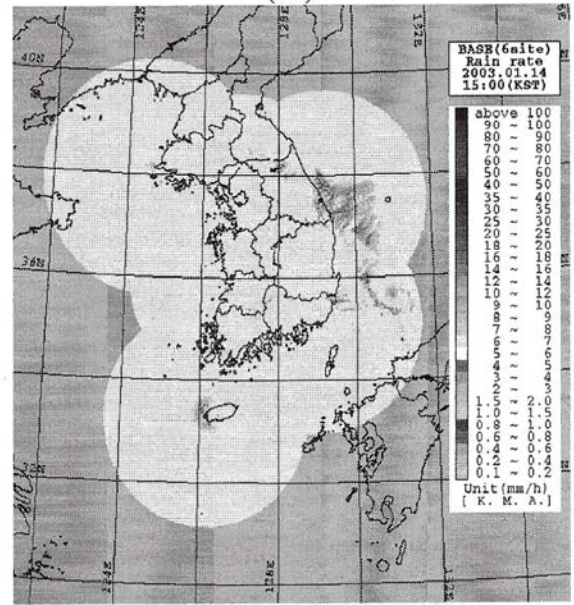 124E
128E
132E
40N
36N
32N
124E
128E
BASE(6site)
Rain rate
2003.01.14
15:00(KST)
above 100
90 ~ 100
80 ~ 90
70 ~ 80
60 ~ 70
50 ~ 60
40 ~ 50
35 ~ 40
30 ~ 35
25 ~ 30
20 ~ 25
18 ~ 20
16 ~ 18
14 ~ 16
12 ~ 14
10 ~ 12
9 ~ 10
8 ~ 9
7 ~ 8
6 ~ 7
5 ~ 6
4 ~ 5
3 ~ 4
2 ~ 3
1.5 ~ 2.0
1.0 ~ 1.5
0.8 ~ 1.0
0.6 ~ 0.8
0.4 ~ 0.6
0.2 ~ 0.4
0.1 ~ 0.2
Unit(mm/h)
[ K. M. A.]